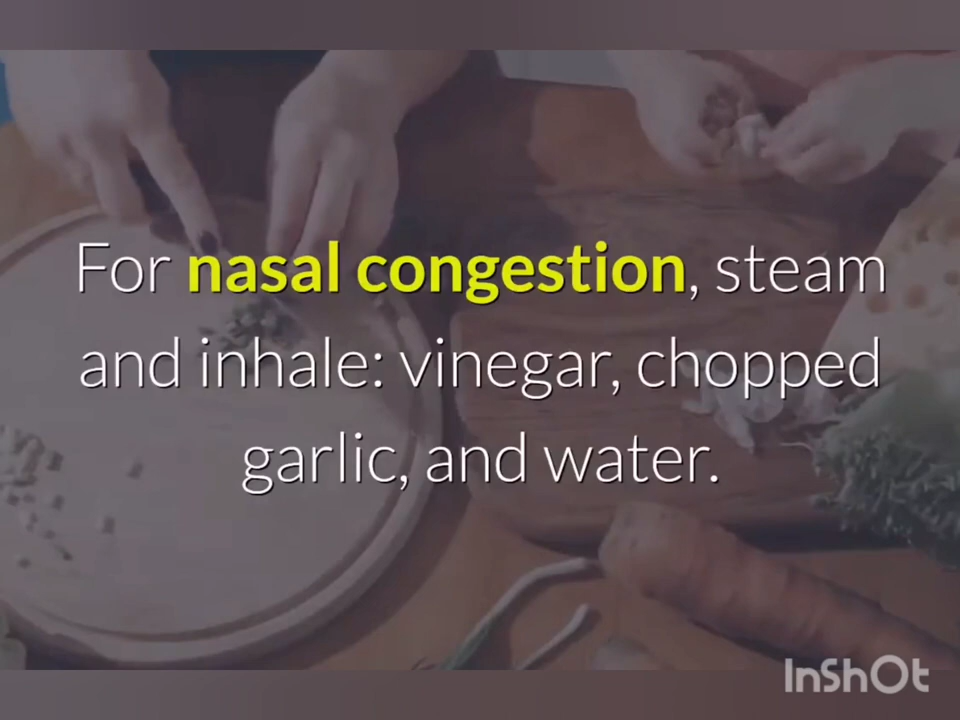 For nasal congestion, steam
and inhale: vinegar, chopped
garlic, and water.
InShOt